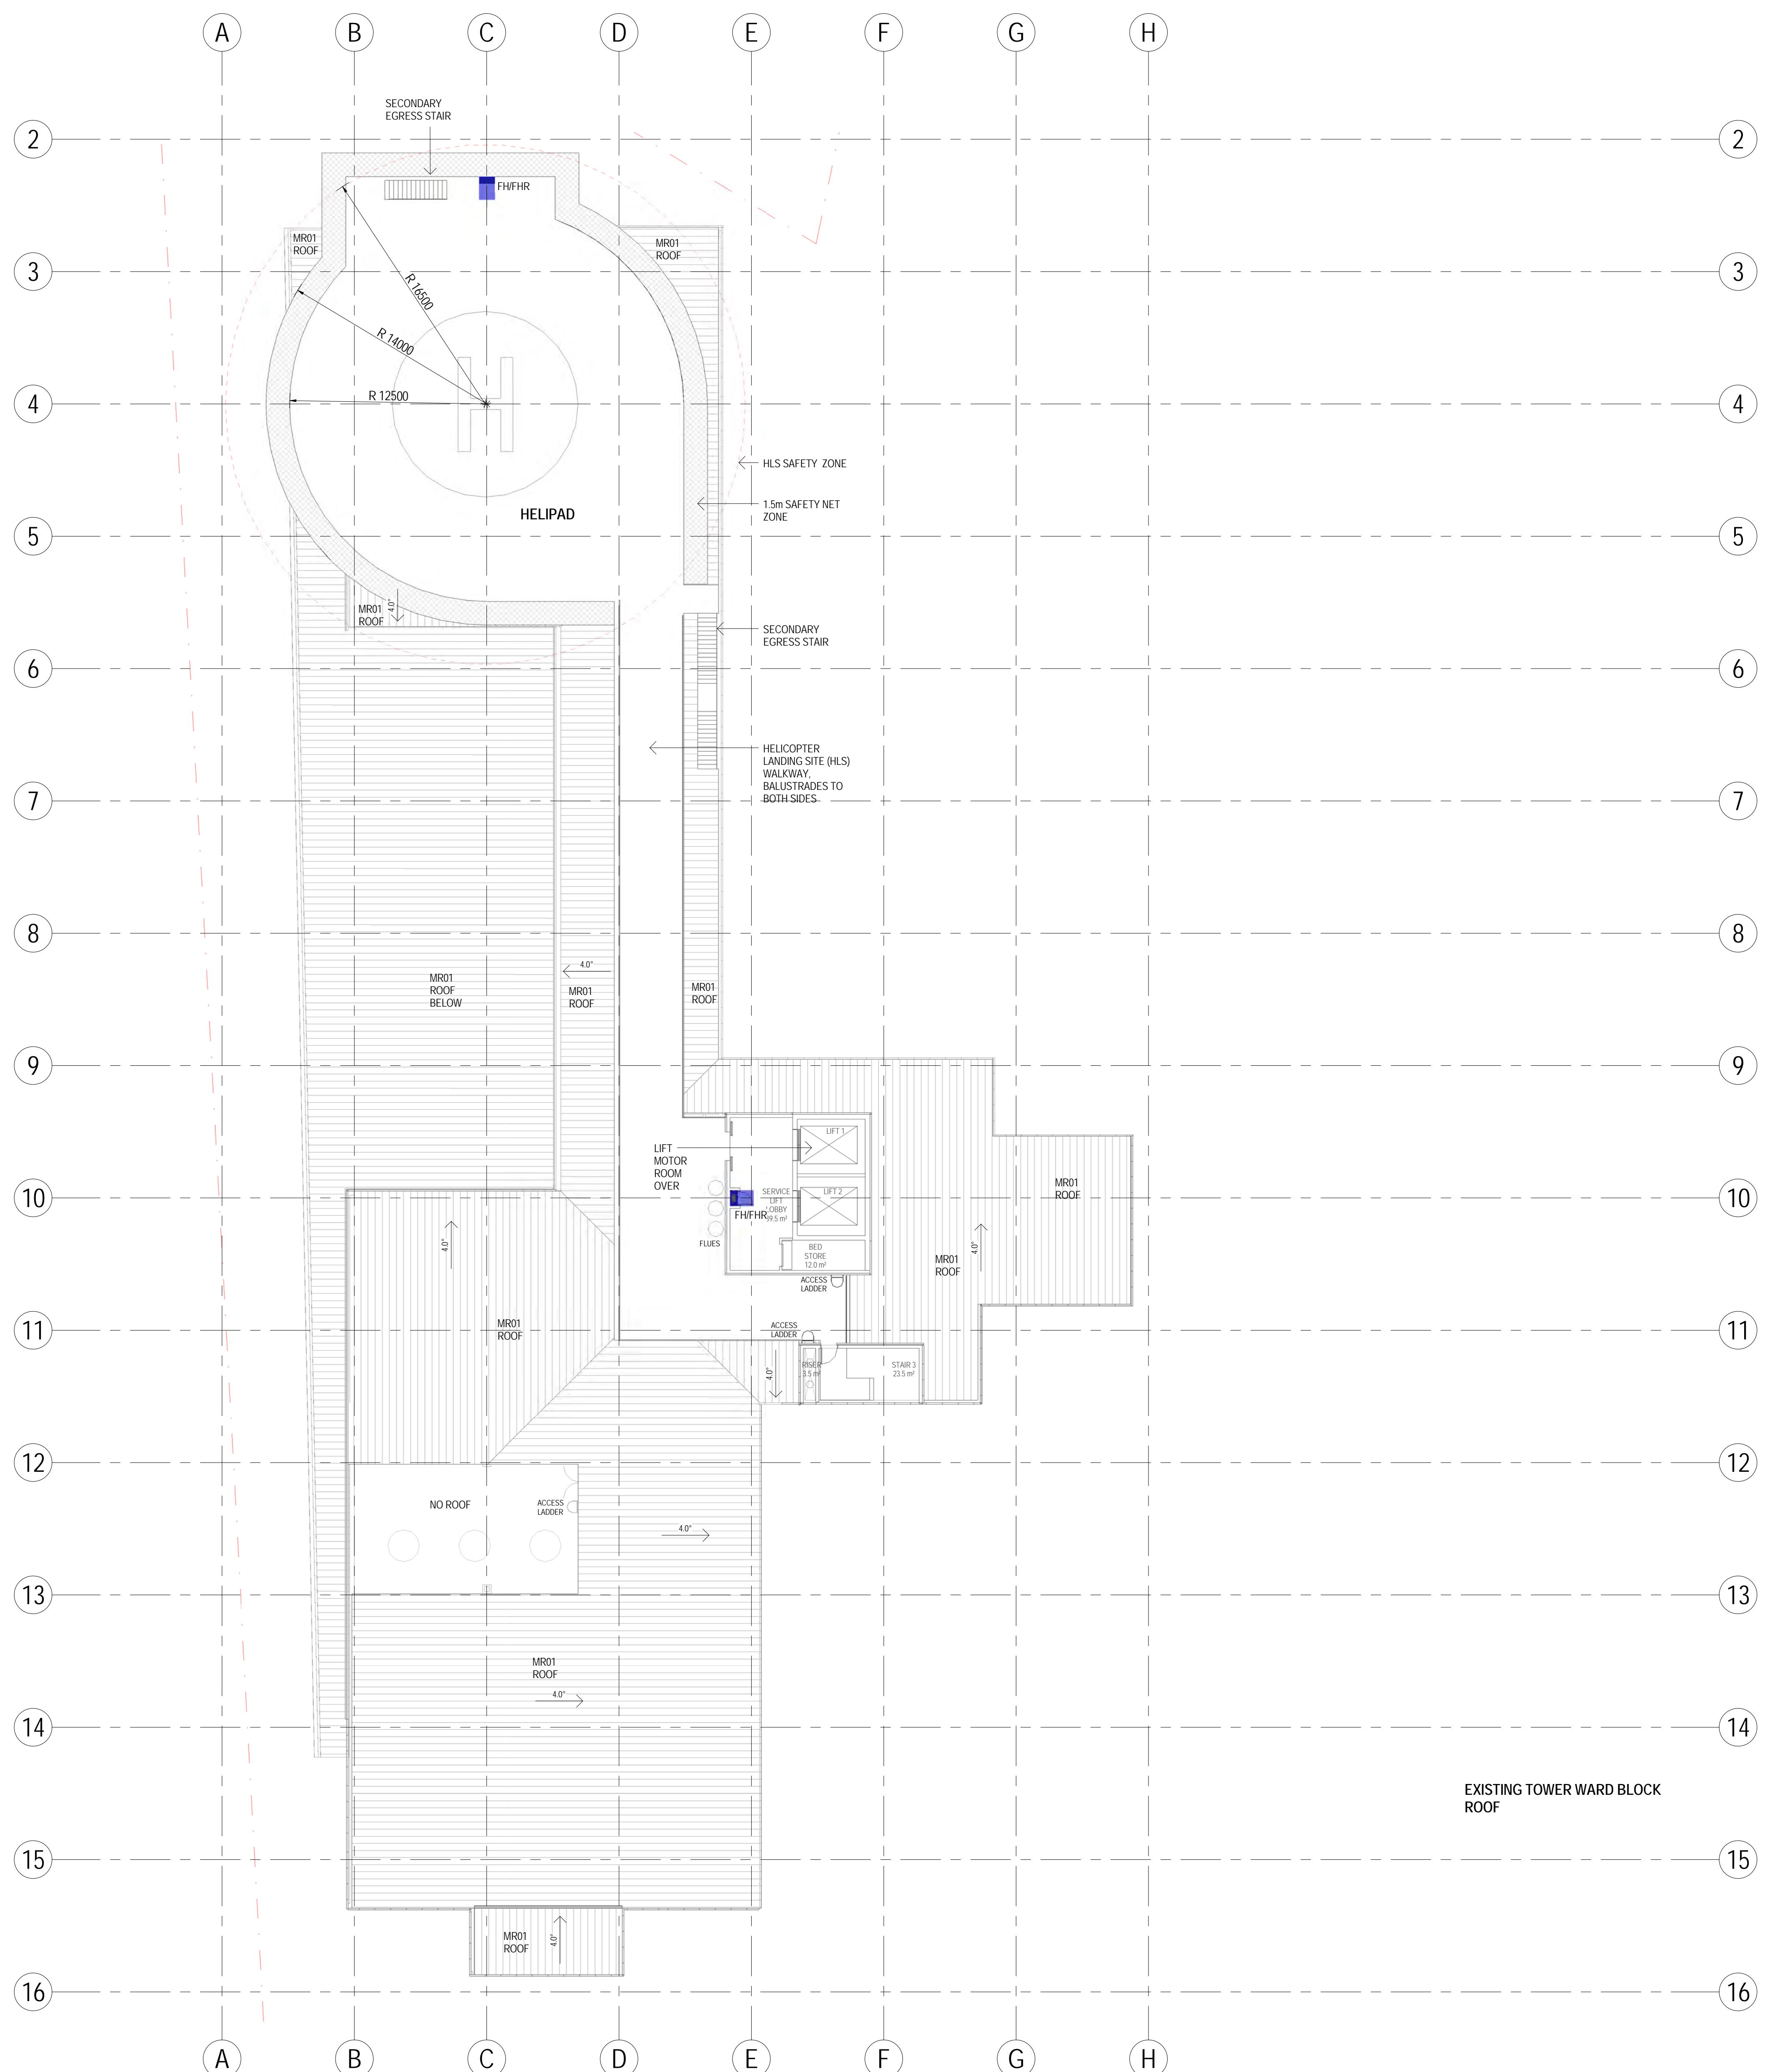 A
B
C
D
E
F
G
H
SECONDARY
EGRESS STAIR
2
2
FH/FHR
MR01
ROOF
MR01
ROOF
3
3
R 16500
R 14000
R 12500
4
4
HLS SAFETY ZONE
1.5m SAFETY NET
ZONE
HELIPAD
5
5
MR01
ROOF
4.0°
SECONDARY
EGRESS STAIR
6
6
HELICOPTER
LANDING SITE (HLS)
WALKWAY,
BALUSTRADES TO
BOTH SIDES
7
7
8
8
4.0°
MR01
ROOF
BELOW
MR01
ROOF
MR01
ROOF
9
9
LIFT
MOTOR
ROOM
OVER
LIFT 1
10
10
SERVICE
LIFT
LOBBY
LIFT 2
FH/FHR
FLUES
MR01
ROOF
4.0°
BED
STORE
12.0 m²
MR01
ROOF
4.0°
ACCESS
LADDER
11
11
MR01
ROOF
ACCESS
LADDER
4.0°
RISER
3.5 m²
STAIR 3
23.5 m²
12
12
NO ROOF
ACCESS
LADDER
4.0°
13
13
MR01
ROOF
4.0°
14
14
EXISTING TOWER WARD BLOCK
ROOF
15
15
MR01
ROOF
4.0°
16
16
A
B
C
D
E
F
G
H